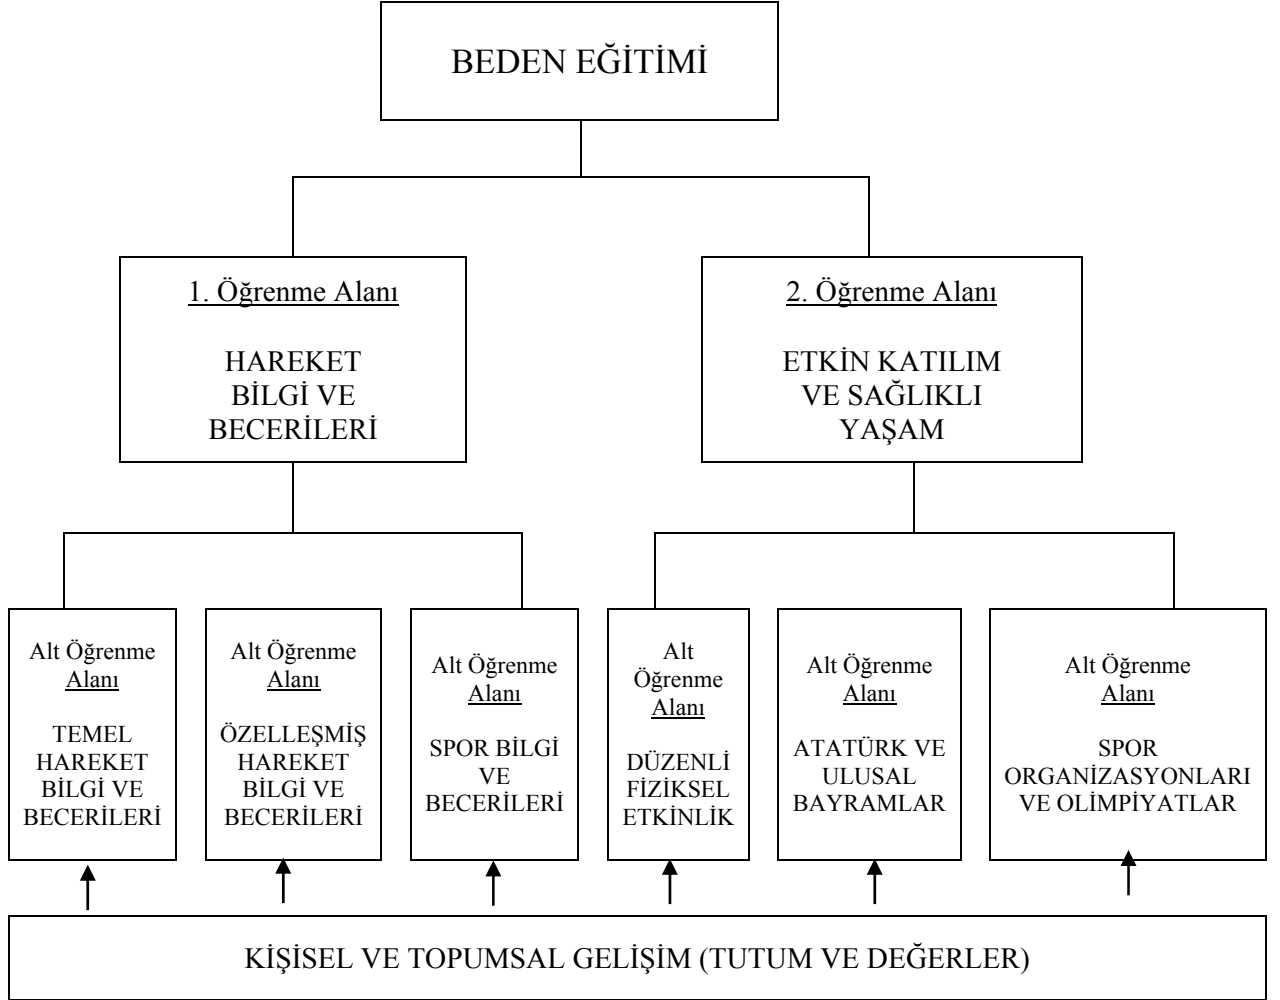 BEDEN EĞİTİMİ
1. Öğrenme Alanı
HAREKET
BİLGİ VE
BECERİLERİ
2. Öğrenme Alanı
ETKİN KATILIM
VE SAĞLIKLI
YAŞAM
Alt Öğrenme
Alanı
TEMEL
HAREKET
BİLGİ VE
BECERİLERİ
Alt Öğrenme
Alanı
ÖZELLEŞMİŞ
HAREKET
BİLGİ VE
BECERİLERİ
Alt Öğrenme
Alanı
SPOR BİLGİ
VE
BECERİLERİ
Alt
Öğrenme
Alanı
DÜZENLİ
FİZİKSEL
ETKİNLİK
Alt Öğrenme
Alanı
ATATÜRK VE
ULUSAL
BAYRAMLAR
Alt Öğrenme
Alanı
SPOR
ORGANİZASYONLARI
VE OLİMPİYATLAR
KİŞİSEL VE TOPUMSAL GELİŞİM (TUTUM VE DEĞERLER)